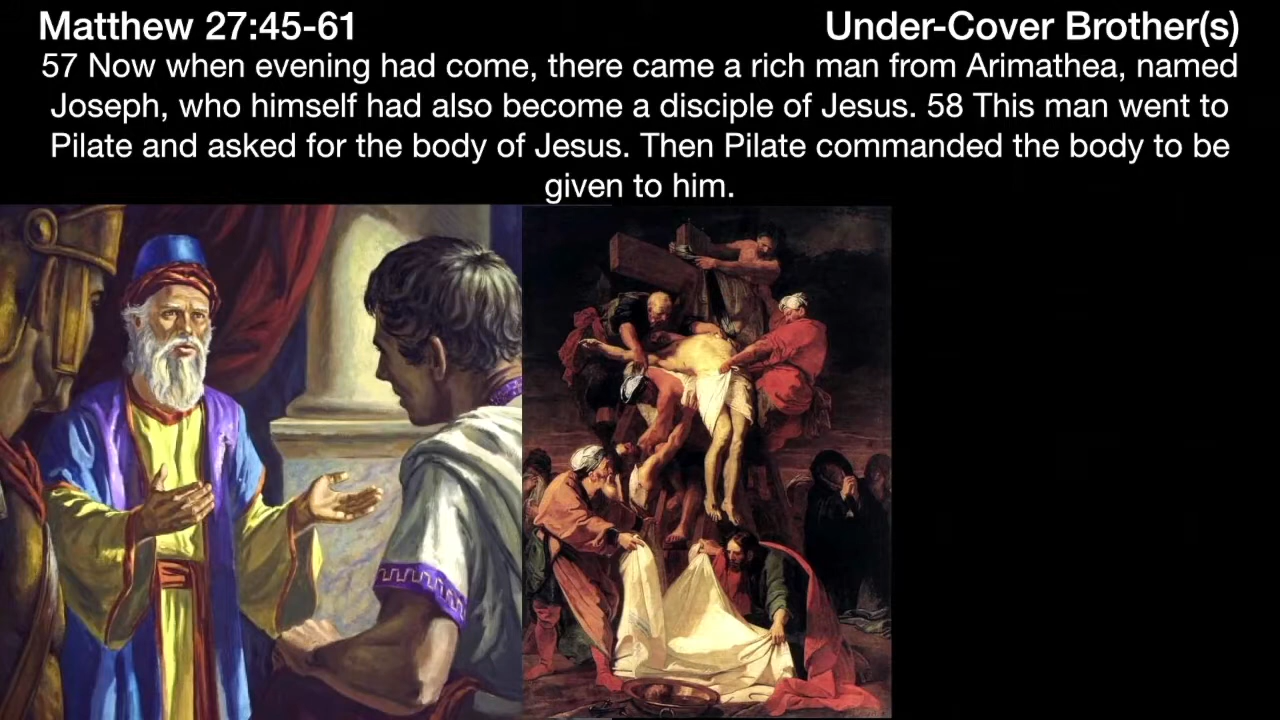 Matthew 27:45-61 Under-Cover Brother(s)
57 Now when evening had come, there came a rich man from Arimathea, named
Joseph, who himself had also become a disciple of Jesus. 58 This man went to
Pilate and asked for the body of Jesus. Then Pilate commanded the body to be
given to him.